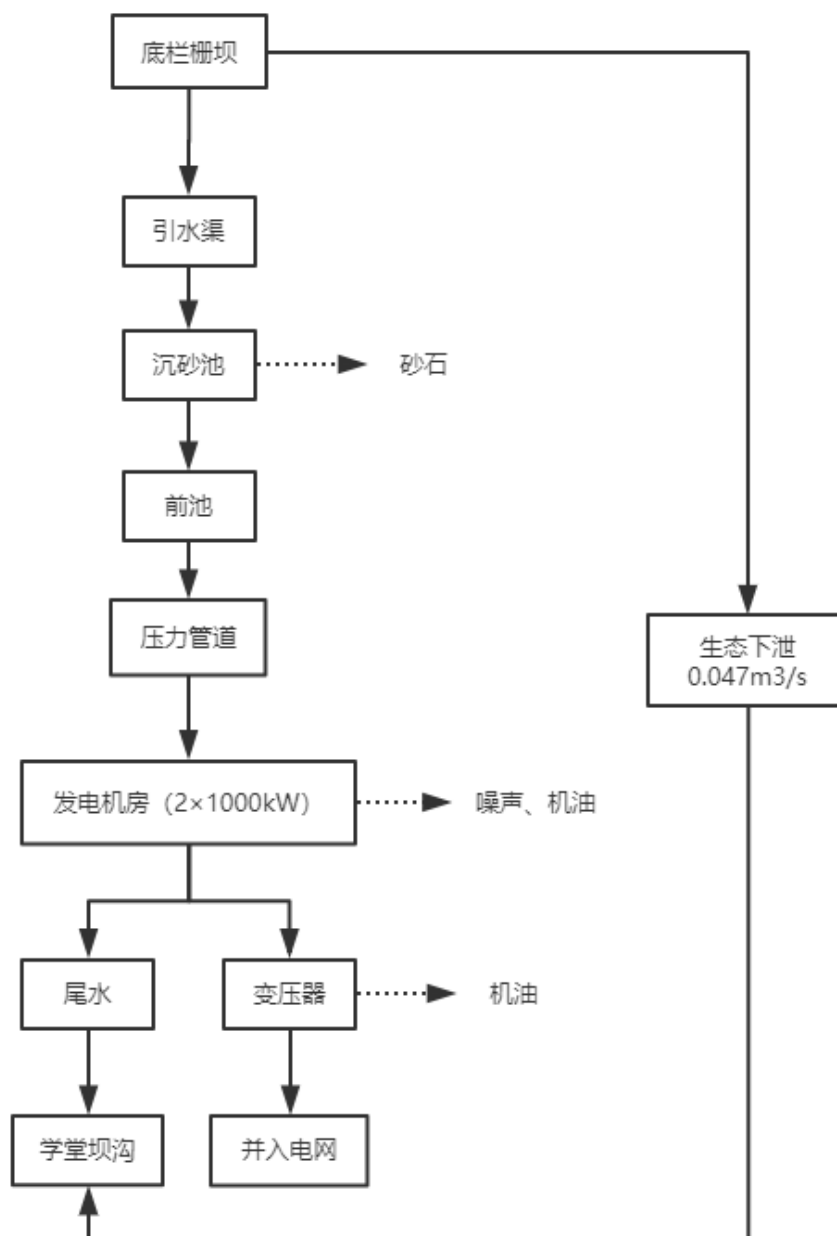 底栏栅坝
引水渠
沉砂池
砂石
前池
压力管道
生态下泄
0.047m3/s
发电机房（2×1000kW）
噪声、机油
尾水
变压器
机油
学堂坝沟
并入电网